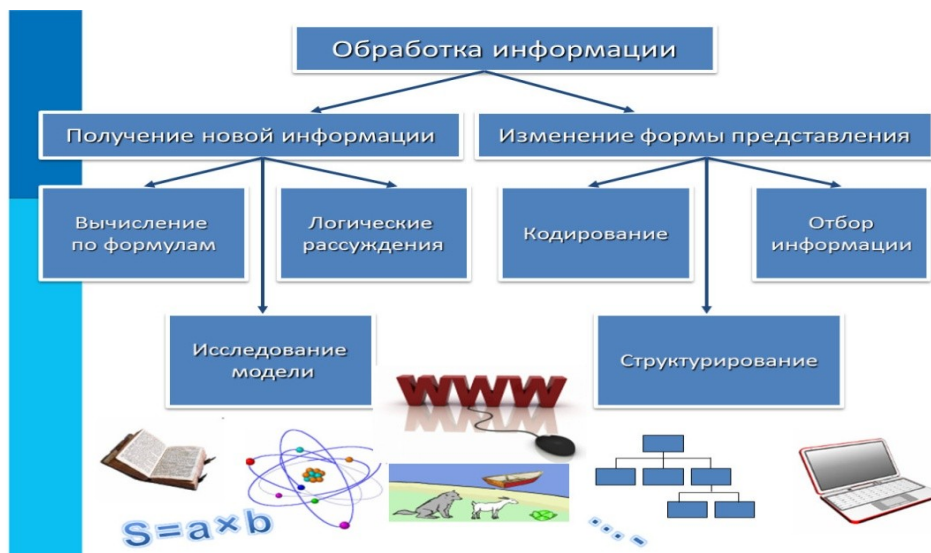 Обработка информации
Получение новой информации
Изменение формы представления
Вычисление
по формулам
Логические
рассуждения
Кодирование
Отбор
информации
Исследование
модели
Структурирование
www
S=a×b
...-